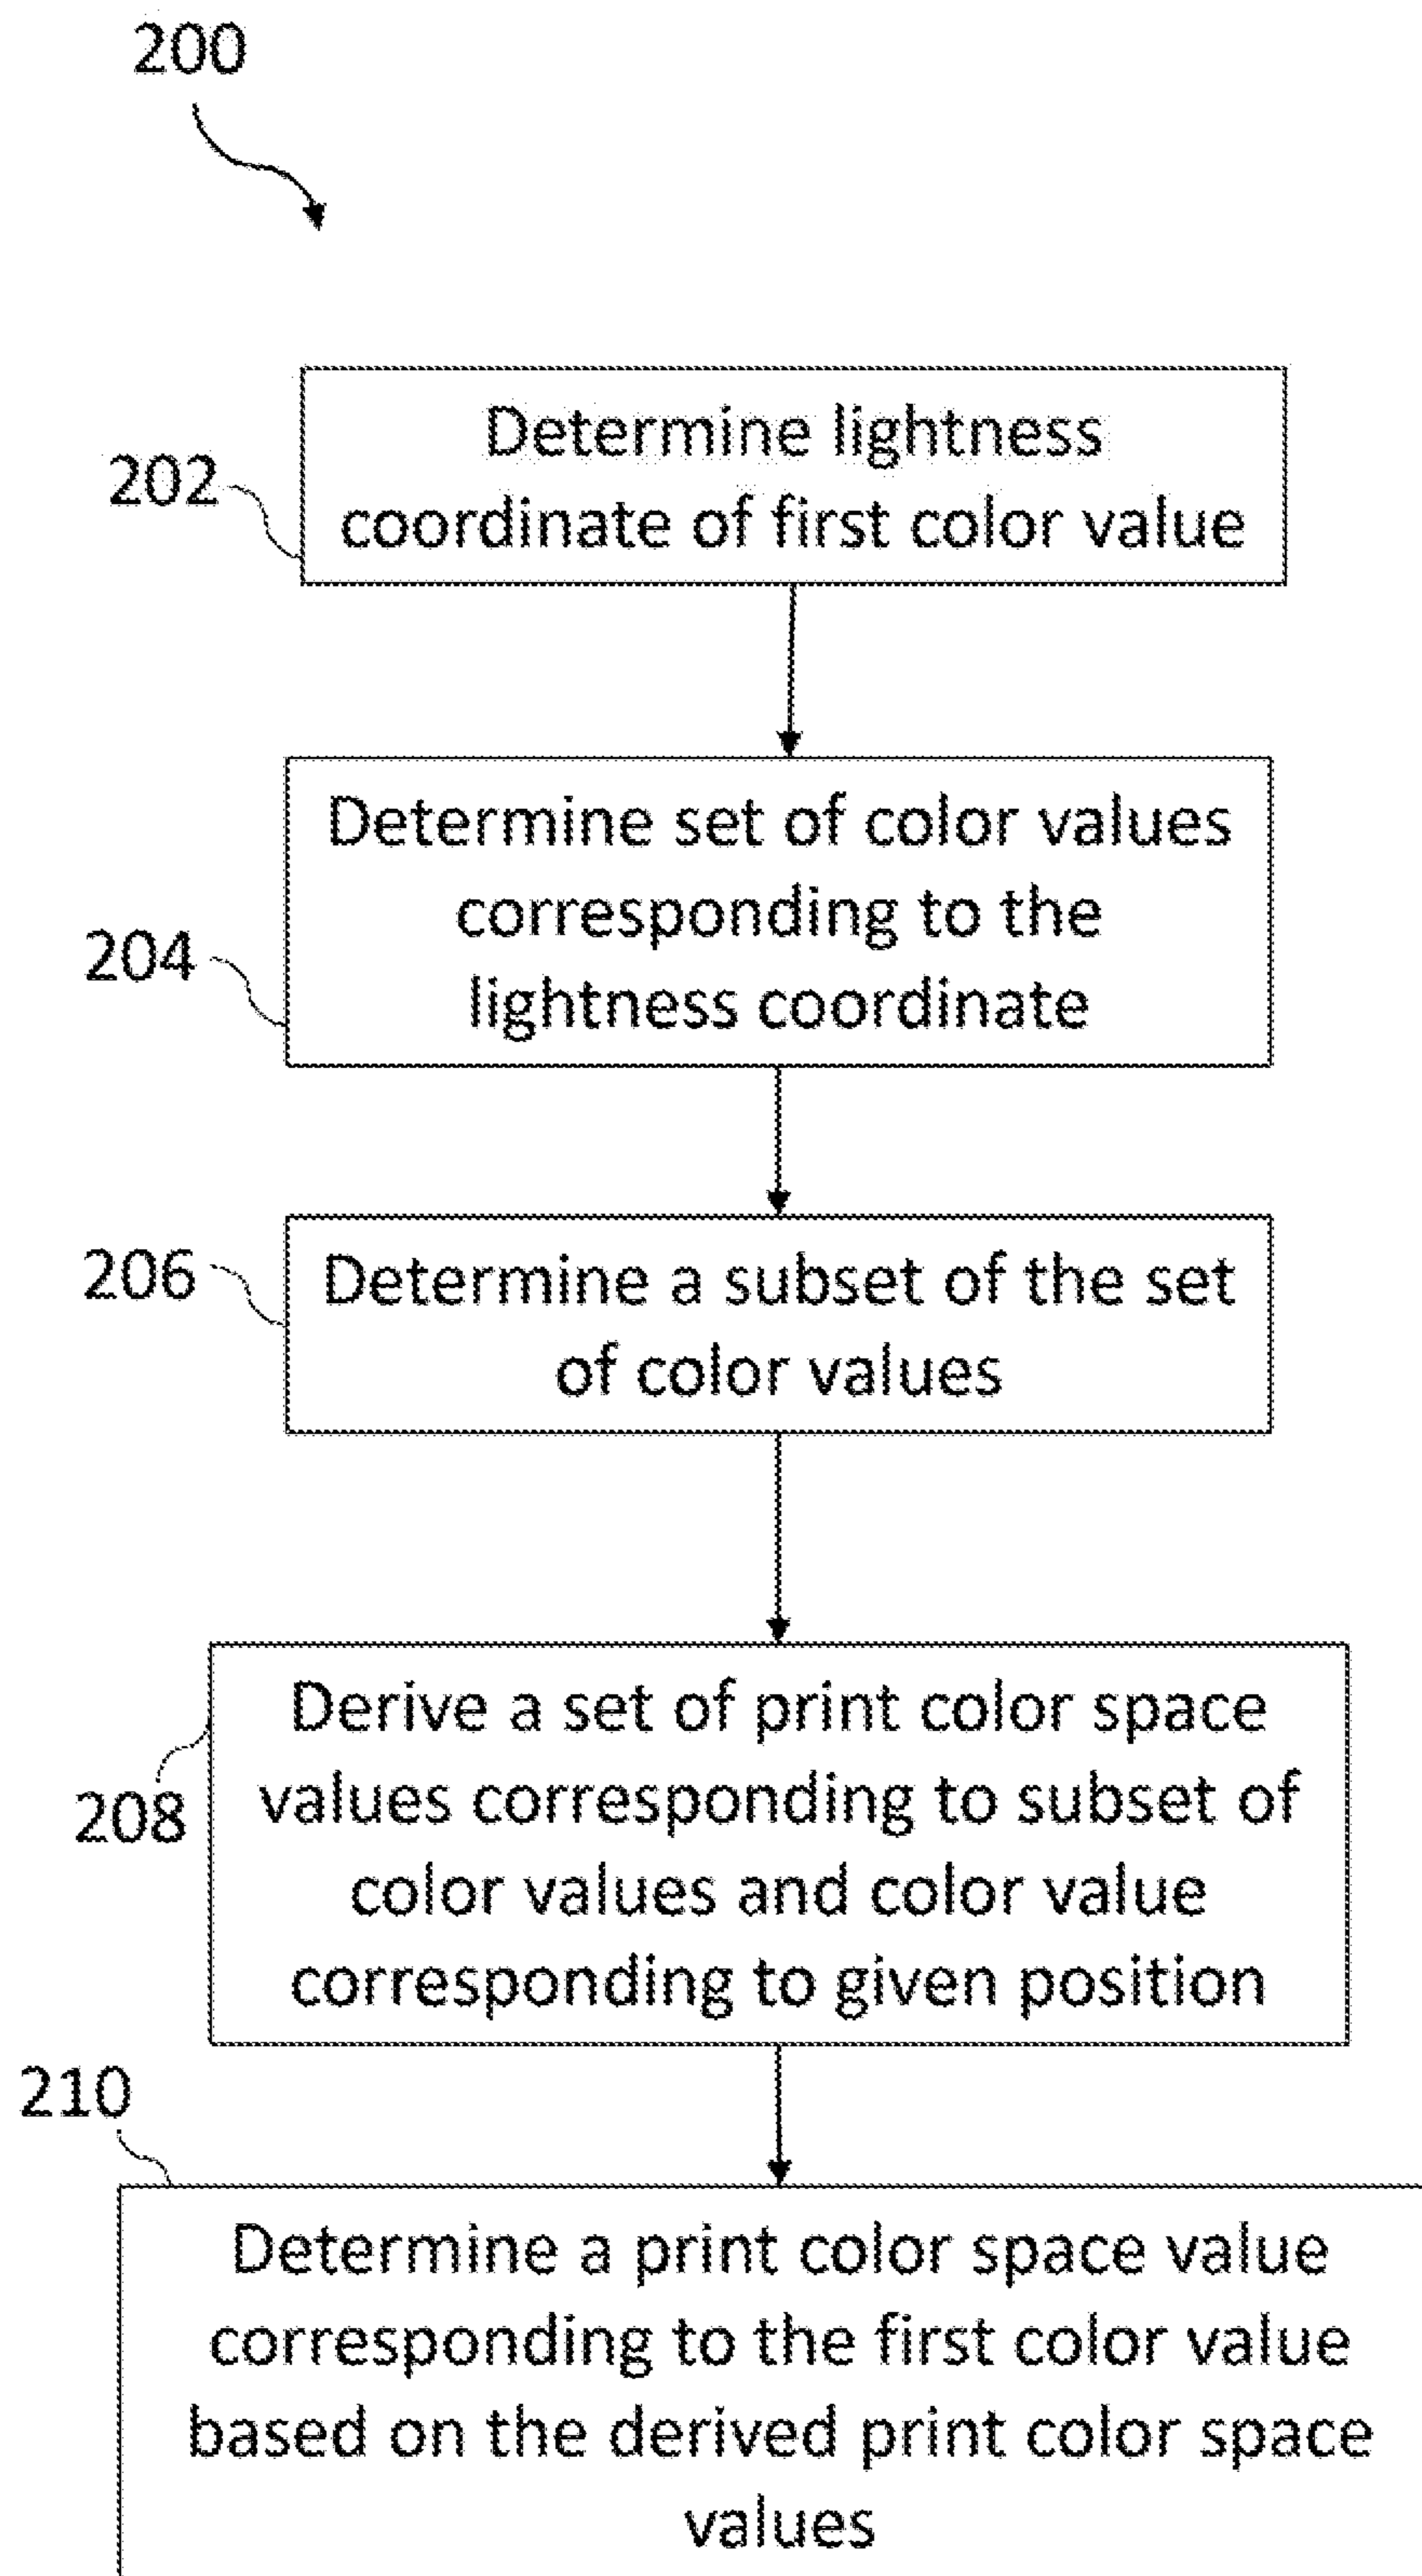 200
202
Determine lightness
coordinate of first color value
204
Determine set of color values
corresponding to the
lightness coordinate
206
Determine a subset of the set
of color values
208
Derive a set of print color space
values corresponding to subset of
color values and color value
corresponding to given position
210
Determine a print color space value
corresponding to the first color value
based on the derived print color space
values